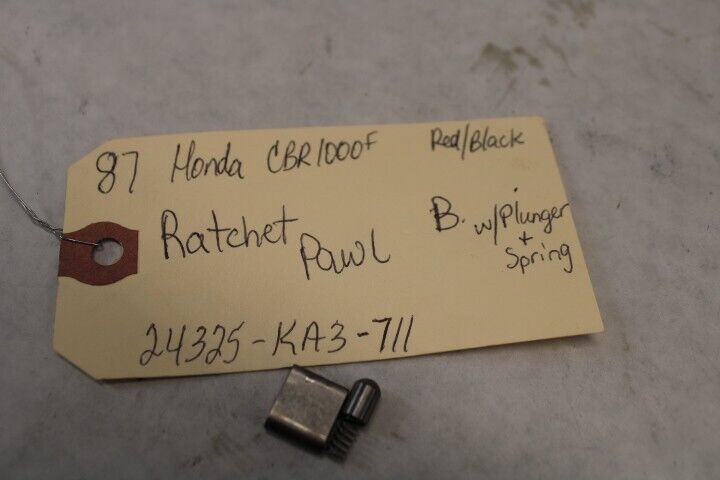 87 Honda CBR1000F Red/Black
Ratchet Pawl B. w/Plunger
+
Spring
24325-KA3-711